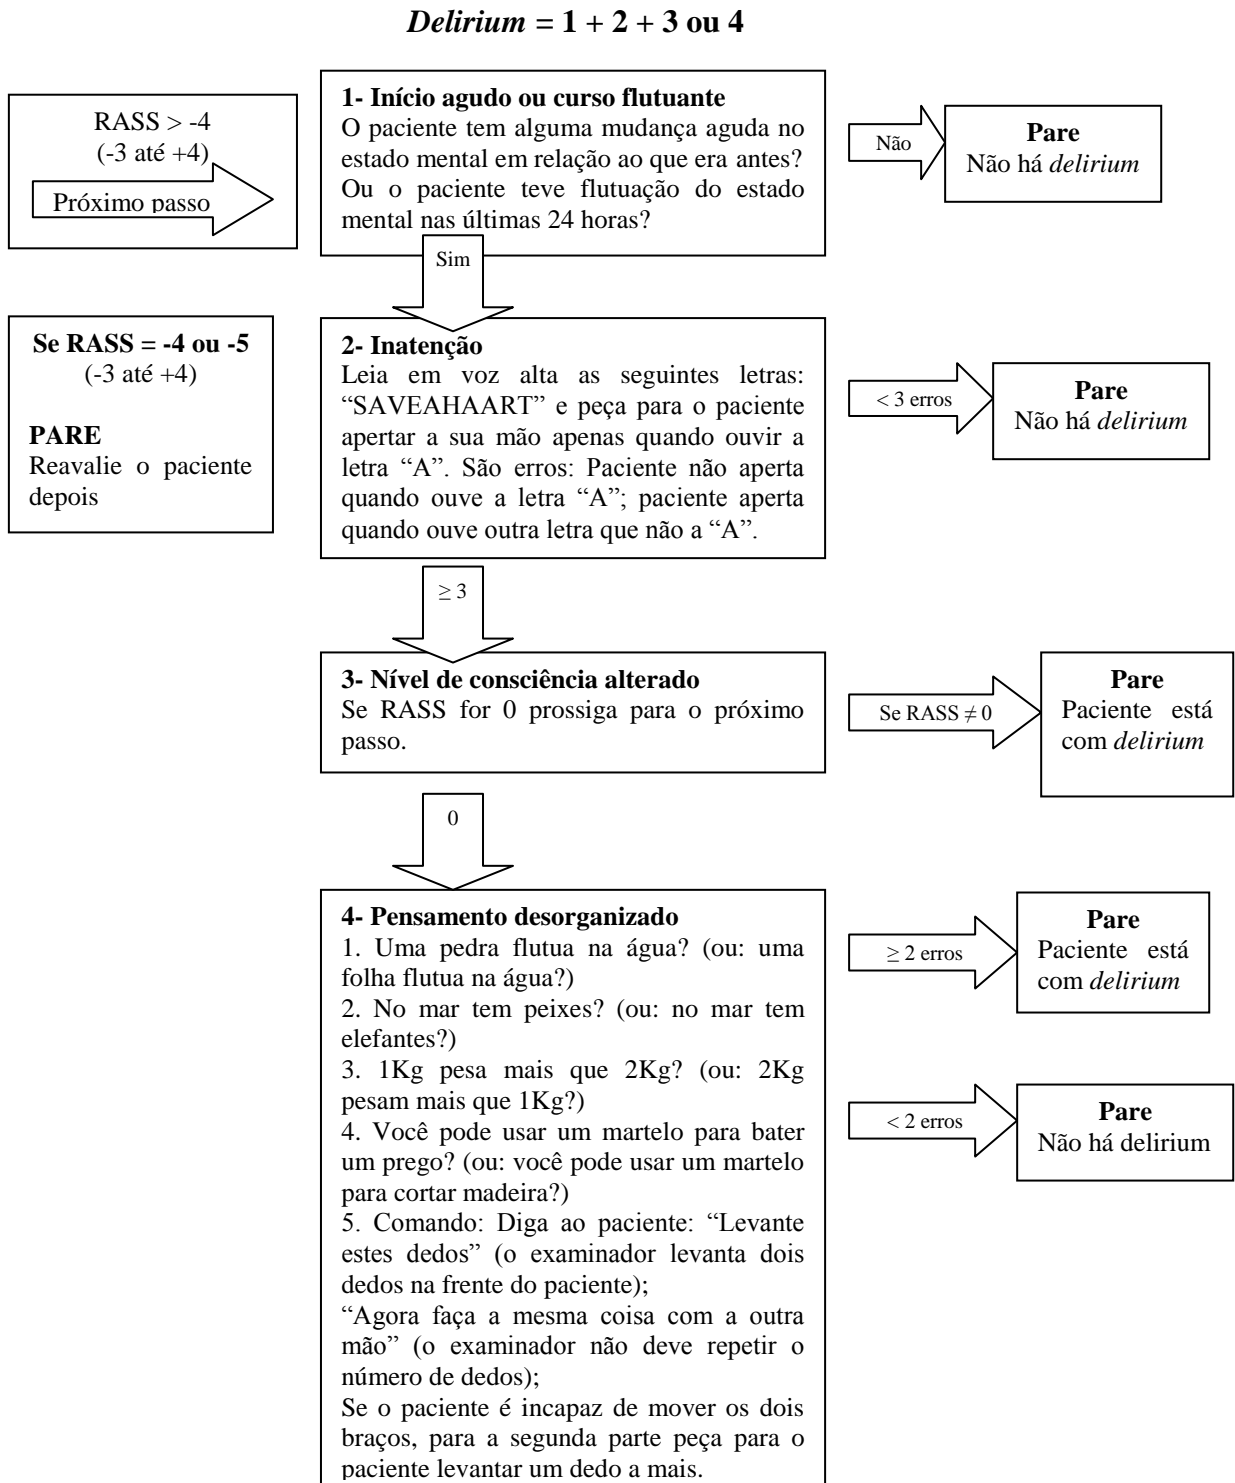 Delirium = 1 + 2 + 3 ou 4
RASS > -4
(-3 até +4)
Próximo passo
1- Início agudo ou curso flutuante
O paciente tem alguma mudança aguda no
estado mental em relação ao que era antes?
Ou o paciente teve flutuação do estado
mental nas últimas 24 horas?
Não
Pare
Não há delirium
Sim
Se RASS = -4 ou -5
(-3 até +4)
PARE
Reavalie o paciente
depois
2- Inatenção
Leia em voz alta as seguintes letras:
“SAVEAHAART” e peça para o paciente
apertar a sua mão apenas quando ouvir a
letra “A”. São erros: Paciente não aperta
quando ouve a letra “A”; paciente aperta
quando ouve outra letra que não a “A”.
< 3 erros
Pare
Não há delirium
≥ 3
3- Nível de consciência alterado
Se RASS for 0 prossiga para o próximo
passo.
Se RASS ≠ 0
Pare
Paciente está
com delirium
0
4- Pensamento desorganizado
1. Uma pedra flutua na água? (ou: uma
folha flutua na água?)
2. No mar tem peixes? (ou: no mar tem
elefantes?)
3. 1Kg pesa mais que 2Kg? (ou: 2Kg
pesam mais que 1Kg?)
4. Você pode usar um martelo para bater
um prego? (ou: você pode usar um martelo
para cortar madeira?)
5. Comando: Diga ao paciente: “Levante
estes dedos” (o examinador levanta dois
dedos na frente do paciente);
“Agora faça a mesma coisa com a outra
mão” (o examinador não deve repetir o
número de dedos);
Se o paciente é incapaz de mover os dois
braços, para a segunda parte peça para o
paciente levantar um dedo a mais.
≥ 2 erros
Pare
Paciente está
com delirium
< 2 erros
Pare
Não há delirium